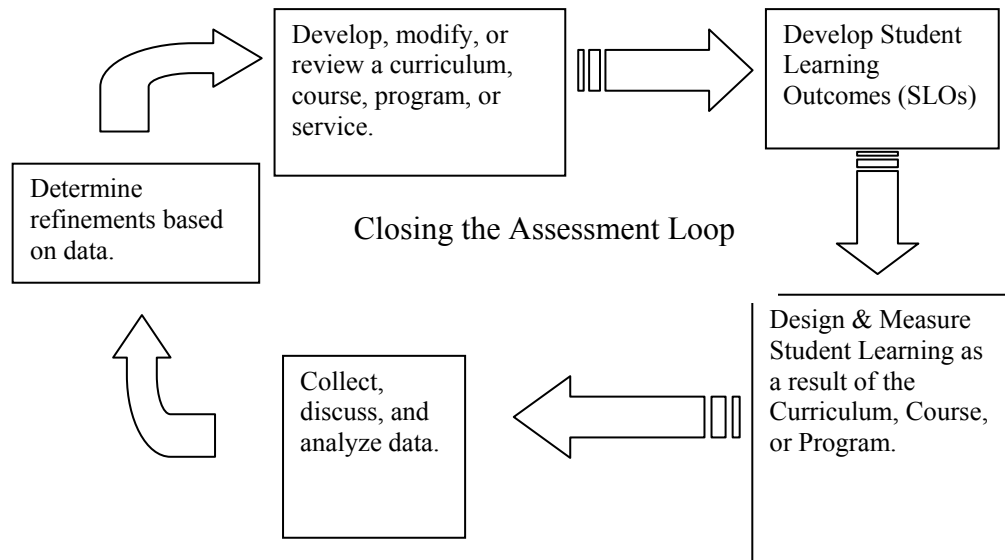 Develop, modify, or
review a curriculum,
course, program, or
service.
Develop Student
Learning
Outcomes (SLOs)
Determine
refinements based
on data.
Closing the Assessment Loop
Design & Measure
Student Learning as
a result of the
Curriculum, Course,
or Program.
Collect,
discuss, and
analyze data.